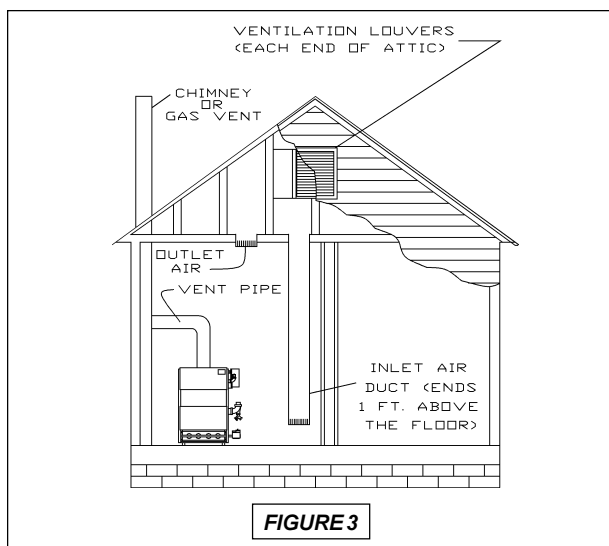 VENTILATION LOUVERS
(EACH END OF ATTIC)
CHIMNEY
OR
GAS VENT
OUTLET
AIR
VENT PIPE
INLET AIR
DUCT (ENDS
1 FT. ABOVE
THE FLOOR)
FIGURE 3